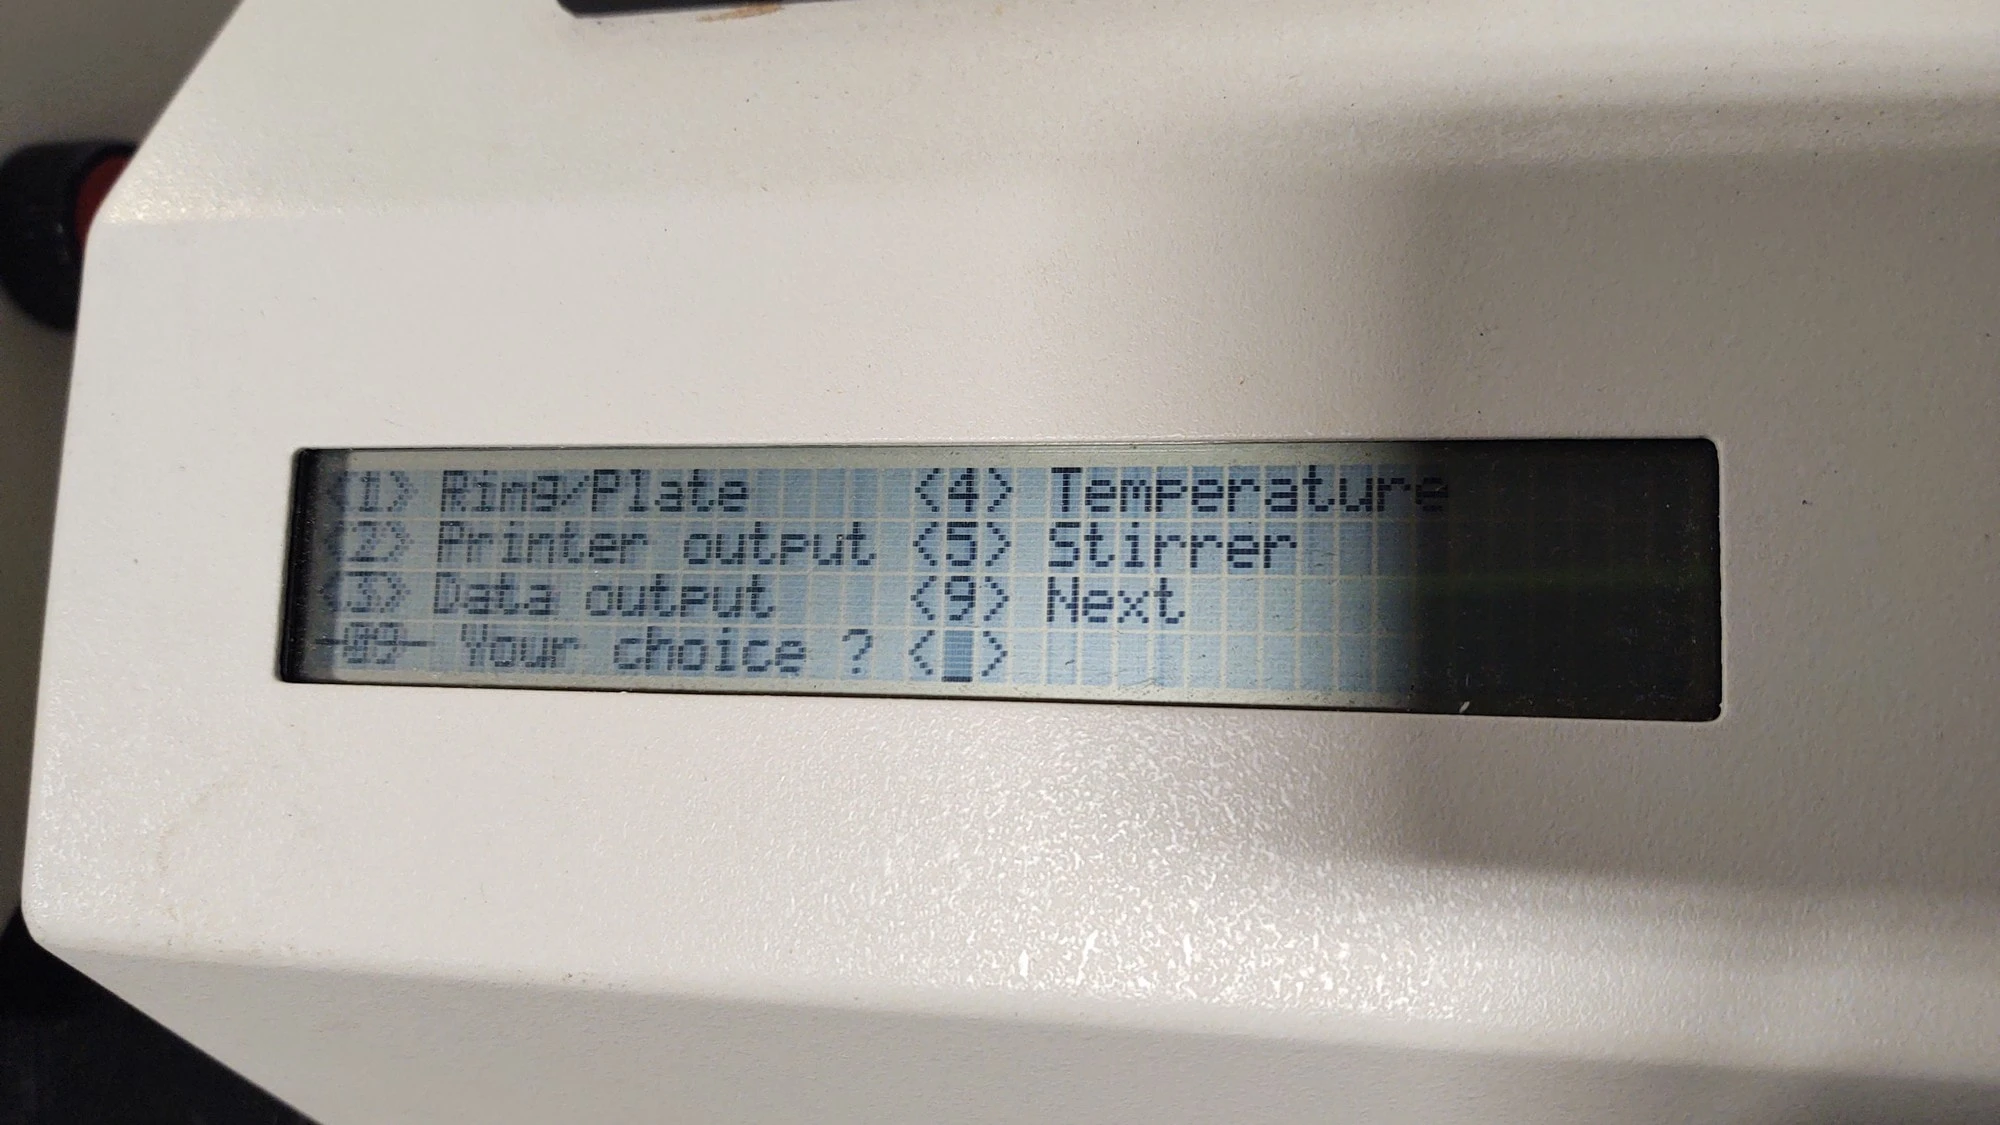 <1> Ring/Plate <4> Temperature
<2> Printer output <5> Stirrer
<3> Data output <9> Next
-09- Your choice ? < >